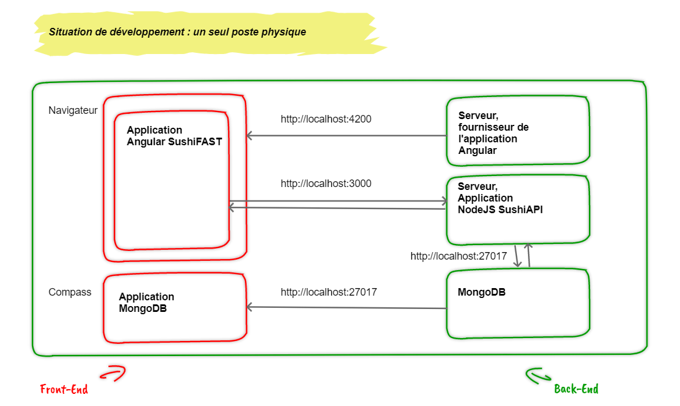 Situation de développement : un seul poste physique
Navigateur
Application
Angular SushiFAST
http://localhost:4200
Serveur,
fournisseur de
l'application
Angular
http://localhost:3000
Serveur,
Application
NodeJS SushiAPI
http://localhost:27017
Compass
Application
MongoDB
http://localhost:27017
MongoDB
Front-End
Back-End